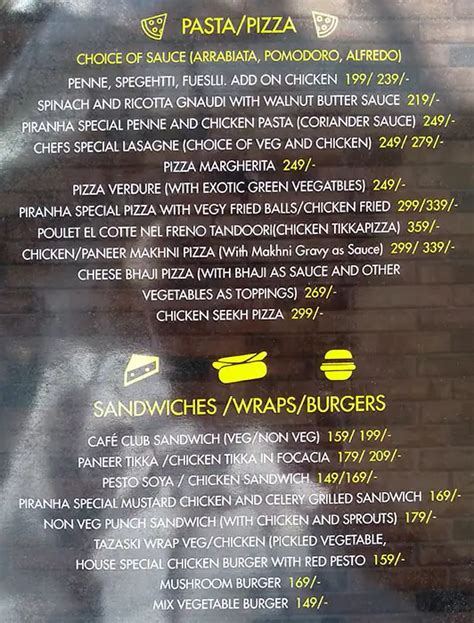 PASTA/PIZZA
CHOICE OF SAUCE (ARRABIATA, POMODORO, ALFREDO)
PENNE, SPEGEHTTI, FUESLLI. ADD ON CHICKEN 199/ 239/-
SPINACH AND RICOTTA GNAUDI WITH WALNUT BUTTER SAUCE 219/-
PIRANHA SPECIAL PENNE AND CHICKEN PASTA (CORIANDER SAUCE) 249/-
CHEFS SPECIAL LASAGNE (CHOICE OF VEG AND CHICKEN) 249/ 279/-
PIZZA MARGHERITA 249/-
PIZZA VERDURE (WITH EXOTIC GREEN VEEGATBLES) 249/-
PIRANHA SPECIAL PIZZA WITH VEGY FRIED BALLS/CHICKEN FRIED 299/339/-
POULET EL COTTE NEL FRENO TANDOORI(CHICKEN TIKKAPIZZA) 359/-
CHICKEN/PANEER MAKHNI PIZZA (With Makhni Gravy as Sauce) 299/ 339/-
CHEESE BHAJI PIZZA (WITH BHAJI AS SAUCE AND OTHER
VEGETABLES AS TOPPINGS) 269/-
CHICKEN SEEKH PIZZA 299/-
SANDWICHES /WRAPS/BURGERS
CAFÉ CLUB SANDWICH (VEG/NON VEG) 159/ 199/-
PANEER TIKKA /CHICKEN TIKKA IN FOCACIA 179/ 209/-
PESTO SOYA / CHICKEN SANDWICH 149/169/-
PIRANHA SPECIAL MUSTARD CHICKEN AND CELERY GRILLED SANDWICH 169/-
NON VEG PUNCH SANDWICH (WITH CHICKEN AND SPROUTS) 179/-
TAZASKI WRAP VEG/CHICKEN (PICKLED VEGETABLE,
HOUSE SPECIAL CHICKEN BURGER WITH RED PESTO 159/-
MUSHROOM BURGER 169/-
MIX VEGETABLE BURGER 149/-